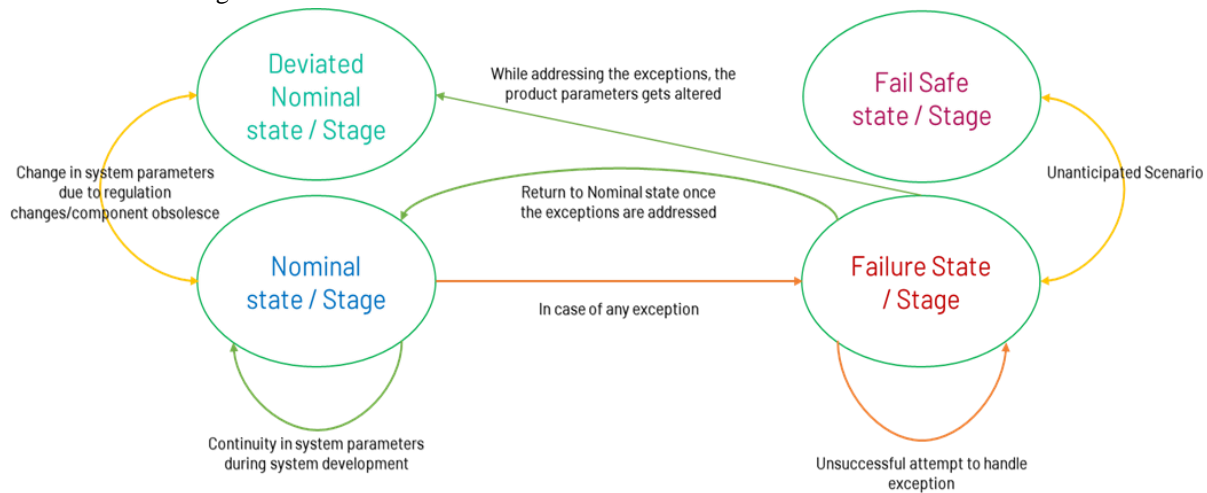 Deviated
Nominal
state / Stage
While addressing the exceptions, the
product parameters gets altered
Fail Safe
state / Stage
Change in system parameters
due to regulation
changes/component obsolesce
Return to Nominal state once
the exceptions are addressed
Unanticipated Scenario
Nominal
state / Stage
In case of any exception
Failure State
/ Stage
Continuity in system parameters
during system development
Unsuccessful attempt to handle
exception